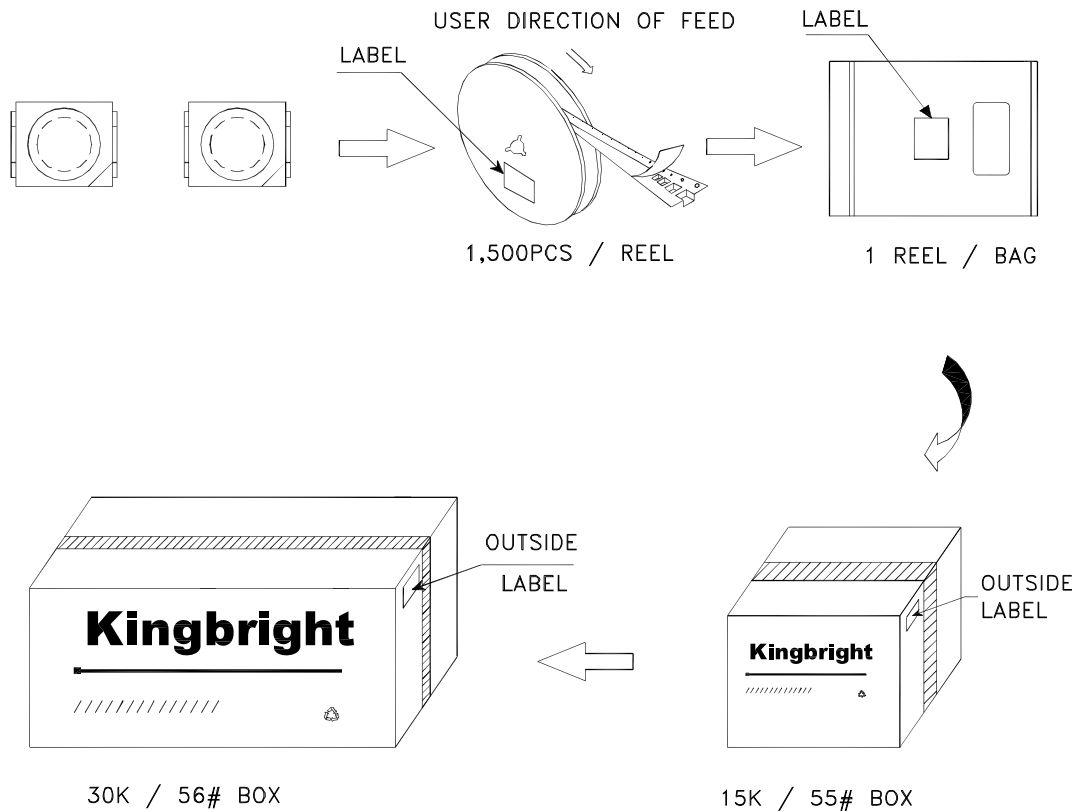 USER DIRECTION OF FEED
LABEL
LABEL
1,500PCS / REEL
1 REEL / BAG
OUTSIDE
LABEL
Kingbright
30K / 56# BOX
OUTSIDE
LABEL
Kingbright
15K / 55# BOX